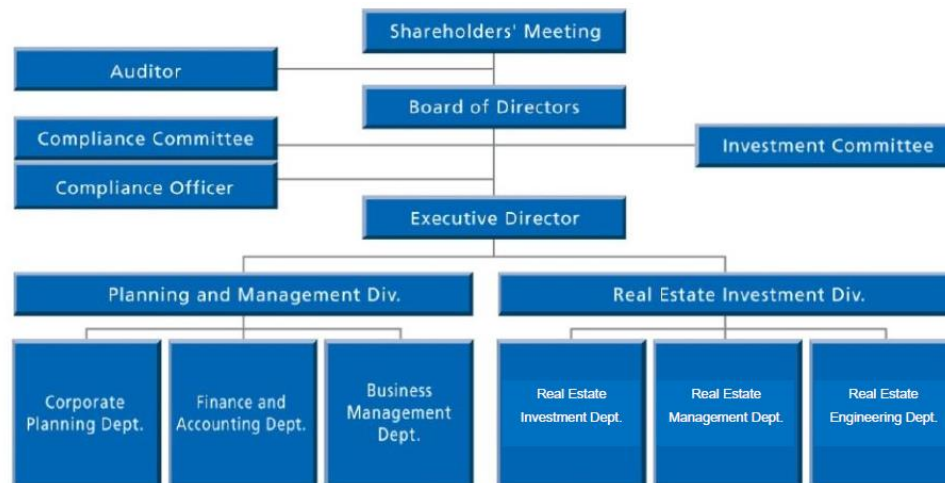 Shareholders' Meeting
Auditor
Board of Directors
Compliance Committee
Investment Committee
Compliance Officer
Executive Director
Planning and Management Div.
Real Estate Investment Div.
Corporate
Planning Dept.
Finance and
Accounting Dept.
Business
Management
Dept.
Real Estate
Investment Dept.
Real Estate
Management Dept.
Real Estate
Engineering Dept.